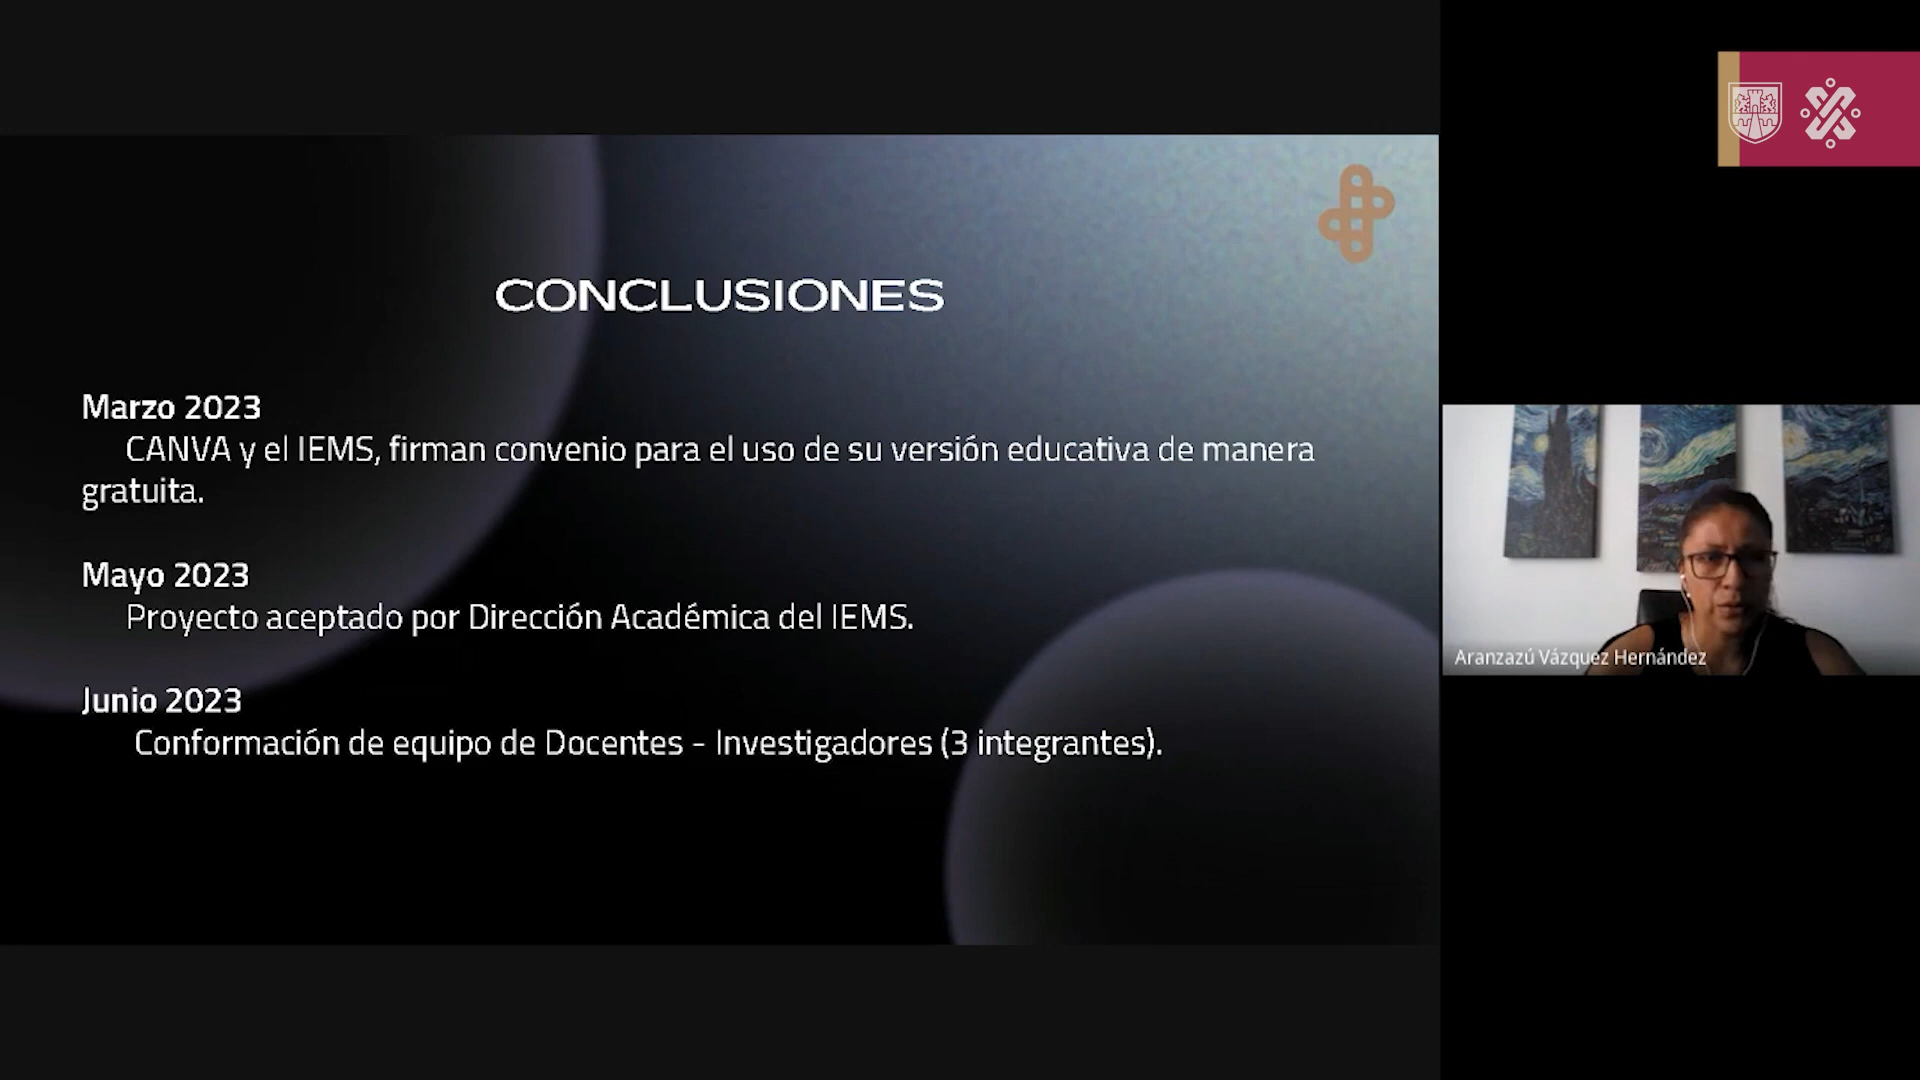 CONCLUSIONES
Marzo 2023
CANVA y el IEMS, firman convenio para el uso de su versión educativa de manera
gratuita.
Mayo 2023
Proyecto aceptado por Dirección Académica del IEMS.
Junio 2023
Conformación de equipo de Docentes - Investigadores (3 integrantes).
Aranzazú Vázquez Hernández